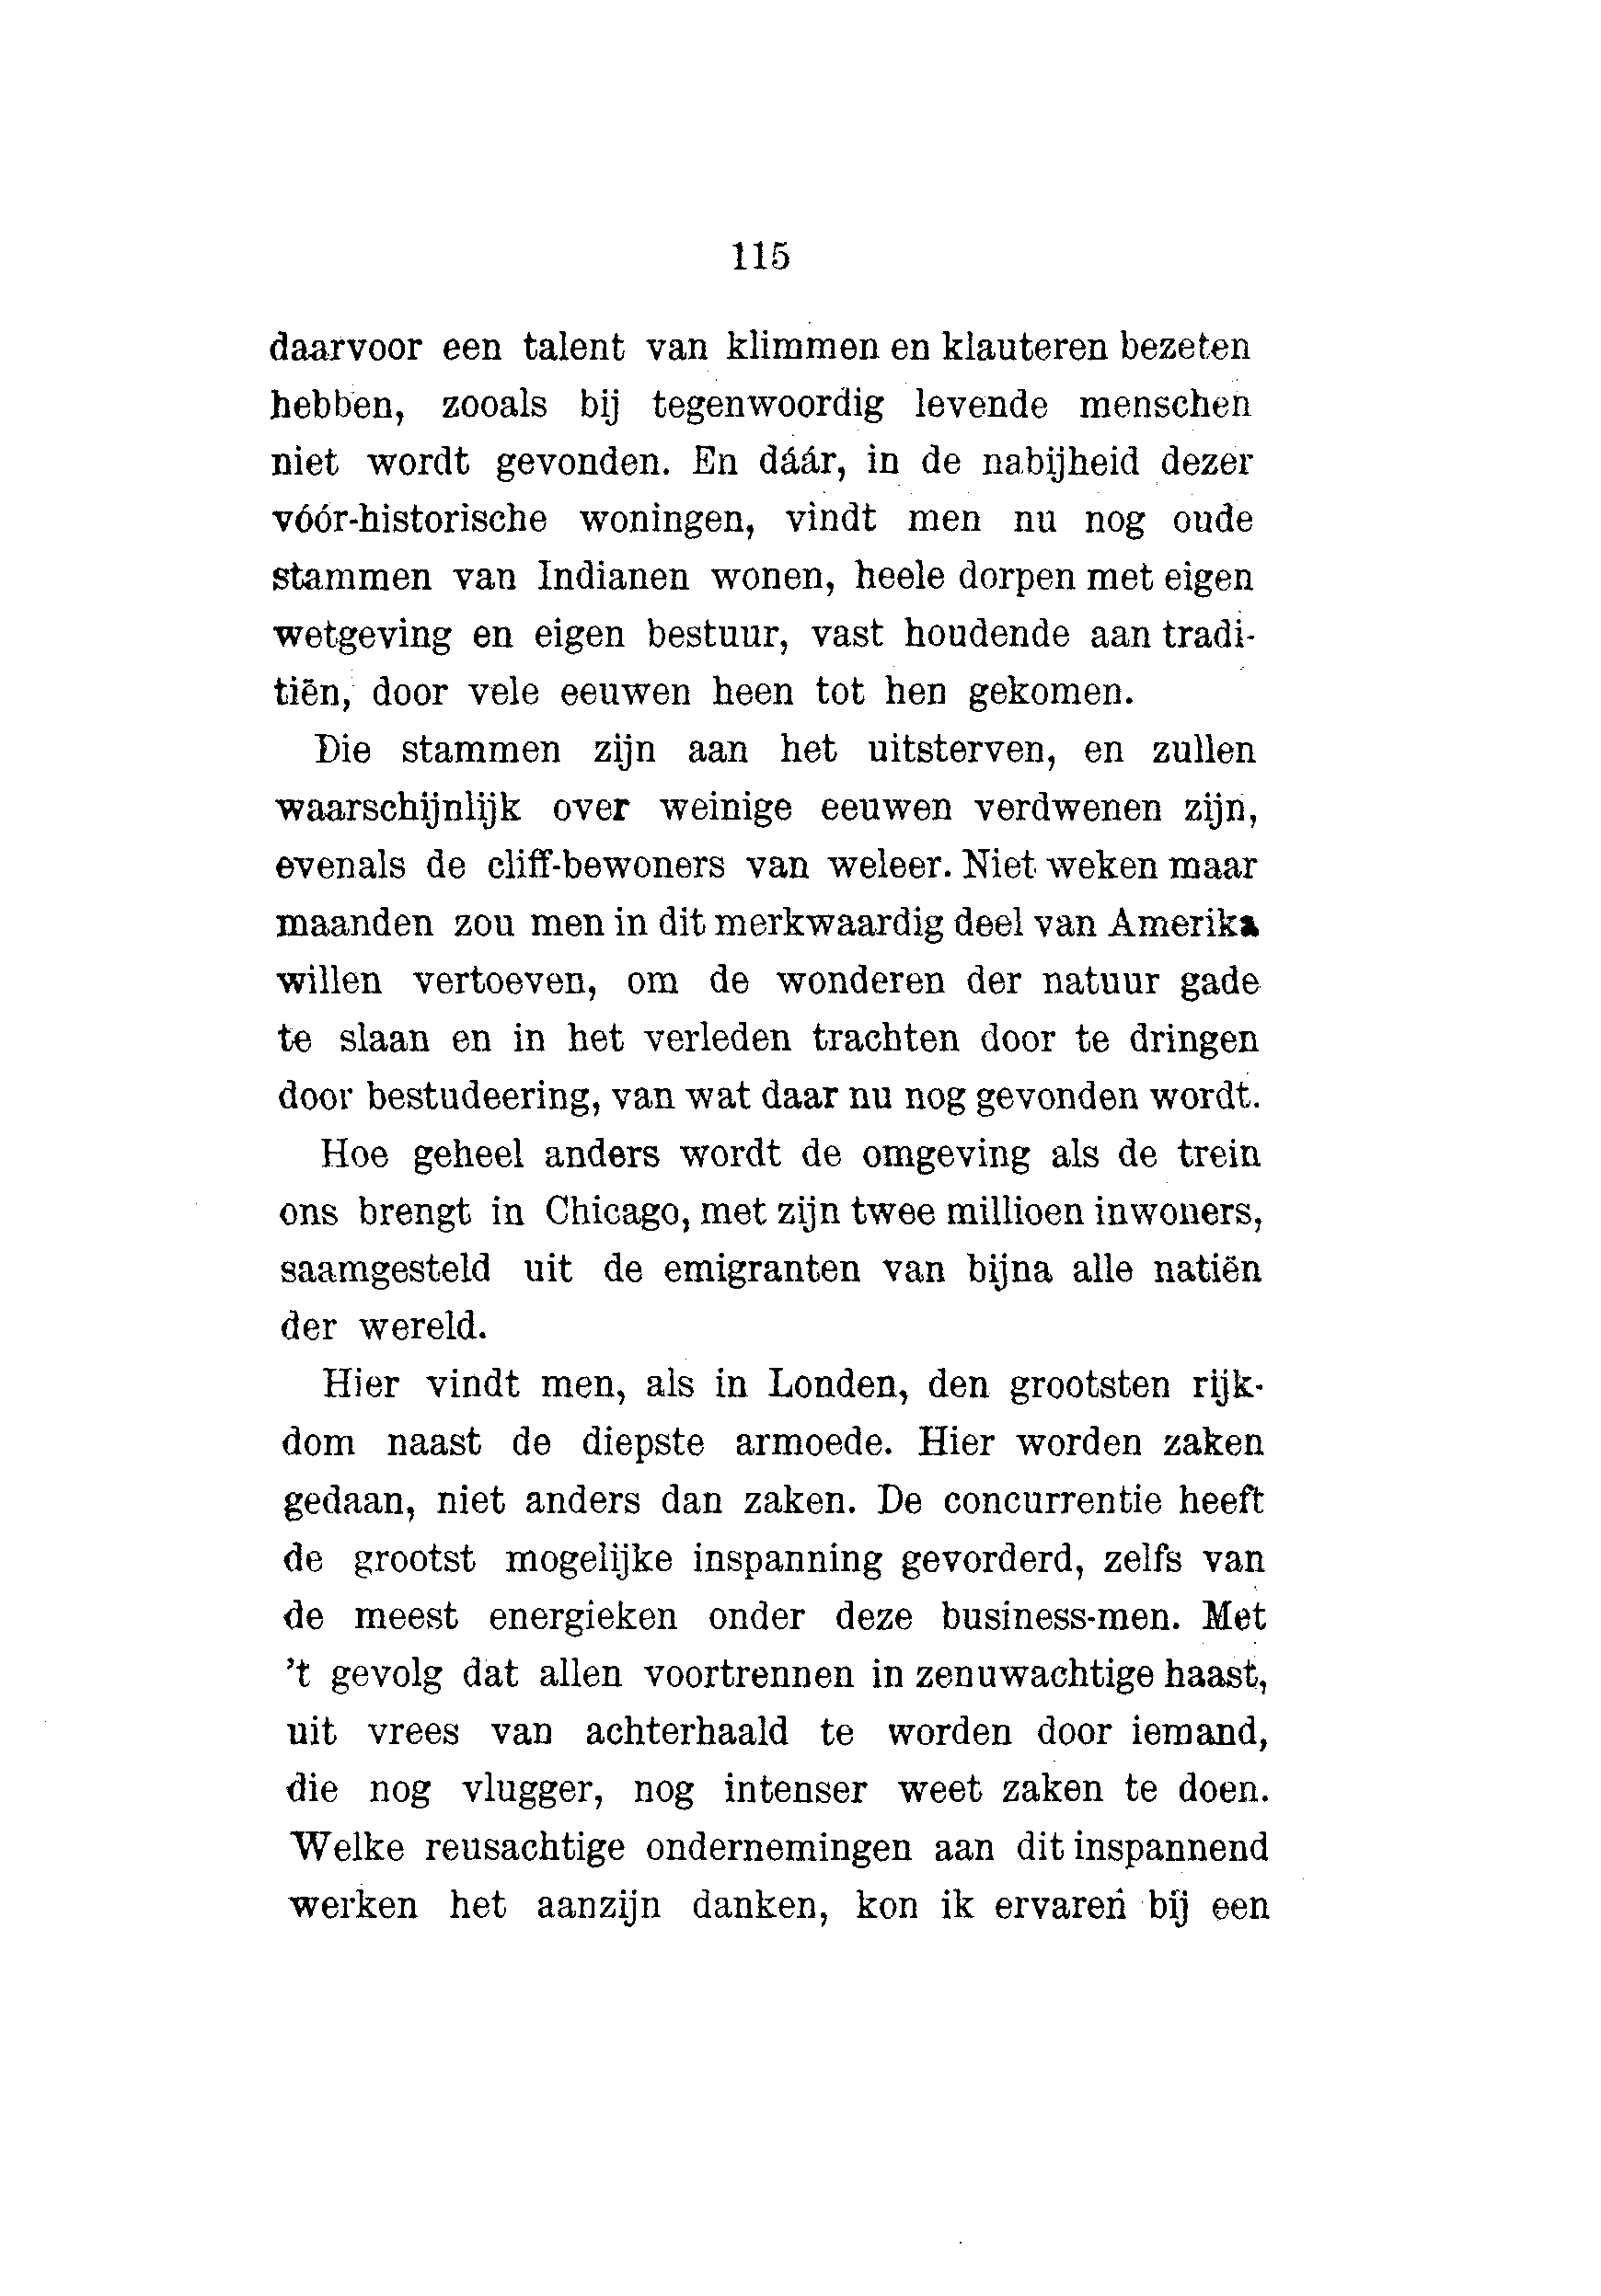 115
daarvoor een talent van klimmen en klauteren bezeten
hebben, zooals bij tegenwoordig levende menschen
niet wordt gevonden. En dáár, in de nabijheid dezer
vóór-historische woningen, vindt men nu nog oude
stammen van Indianen wonen, heele dorpen met eigen
wetgeving en eigen bestuur, vast houdende aan tradi-
tiën, door vele eeuwen heen tot hen gekomen.
Die stammen zijn aan het uitsterven, en zullen
waarschijnlijk over weinige eeuwen verdwenen zijn,
evenals de cliff-bewoners van weleer. Niet weken maar
maanden zou men in dit merkwaardig deel van Amerika
willen vertoeven, om de wonderen der natuur gade
te slaan en in het verleden trachten door te dringen
door bestudeering, van wat daar nu nog gevonden wordt.
Hoe geheel anders wordt de omgeving als de trein
ons brengt in Chicago, met zijn twee millioen inwoners,
saamgesteld uit de emigranten van bijna alle natiën
der wereld.
Hier vindt men, als in Londen, den grootsten rijk-
dom naast de diepste armoede. Hier worden zaken
gedaan, niet anders dan zaken. De concurrentie heeft
de grootst mogelijke inspanning gevorderd, zelfs van
de meest energieken onder deze business-men. Met
't gevolg dat allen voortrennen in zenuwachtige haast,
uit vrees van achterhaald te worden door iemand,
die nog vlugger, nog intenser weet zaken te doen.
Welke reusachtige ondernemingen aan dit inspannend
werken het aanzijn danken, kon ik ervaren bij een